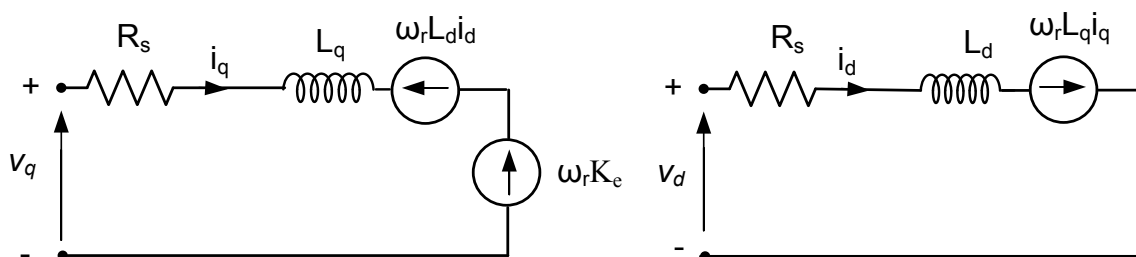 R_s i_q L_q ω_rL_di_d
+
v_q
ω_rK_e
-
R_s i_d L_d ω_rL_qi_q
+
v_d
-